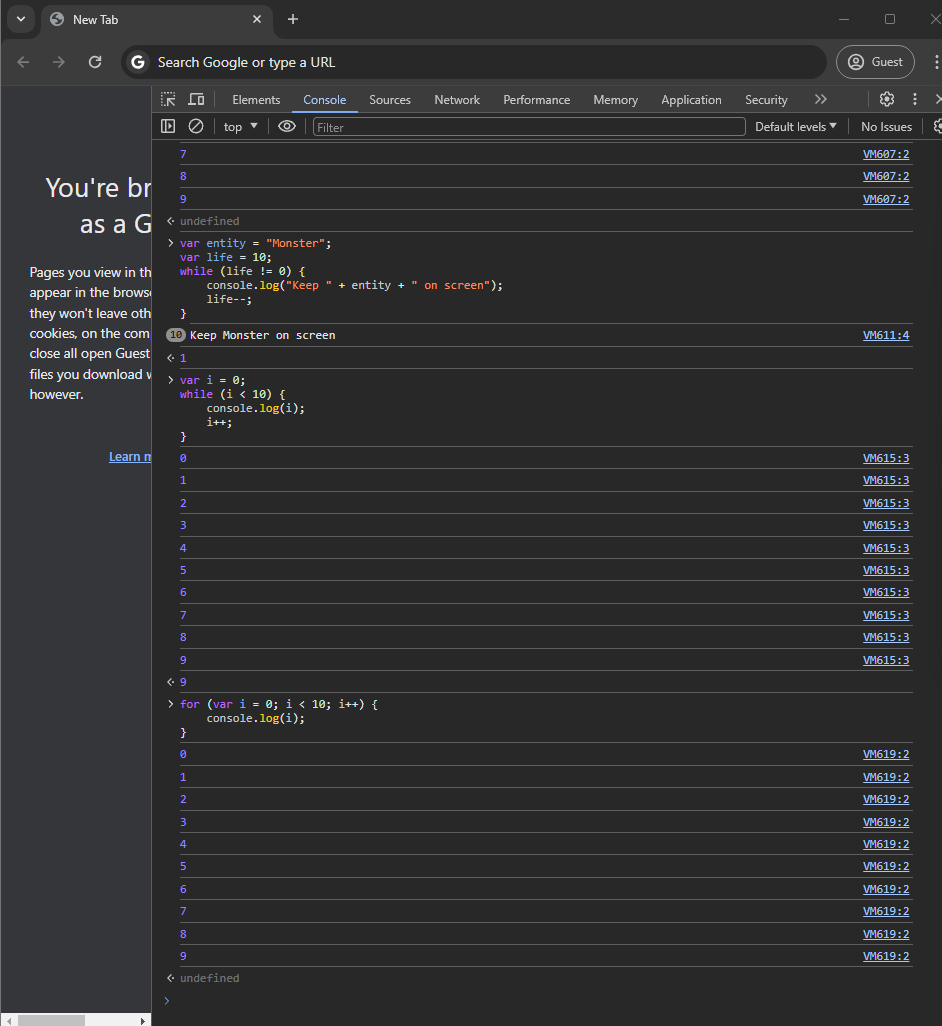 New Tab
Search Google or type a URL
Guest
Elements Console Sources Network Performance Memory Application Security
top Filter Default levels No Issues
You're br
as a G
Pages you view in th
appear in the browse
they won't leave oth
cookies, on the com
close all open Guest
files you download w
however.
Learn m
7 VM607:2
8 VM607:2
9 VM607:2
undefined
var entity = "Monster";
var life = 10;
while (life != 0) {
    console.log("Keep " + entity + " on screen");
    life--;
}
10 Keep Monster on screen VM611:4
1
var i = 0;
while (i < 10) {
    console.log(i);
    i++;
}
0 VM615:3
1 VM615:3
2 VM615:3
3 VM615:3
4 VM615:3
5 VM615:3
6 VM615:3
7 VM615:3
8 VM615:3
9 VM615:3
9
for (var i = 0; i < 10; i++) {
    console.log(i);
}
0 VM619:2
1 VM619:2
2 VM619:2
3 VM619:2
4 VM619:2
5 VM619:2
6 VM619:2
7 VM619:2
8 VM619:2
9 VM619:2
undefined